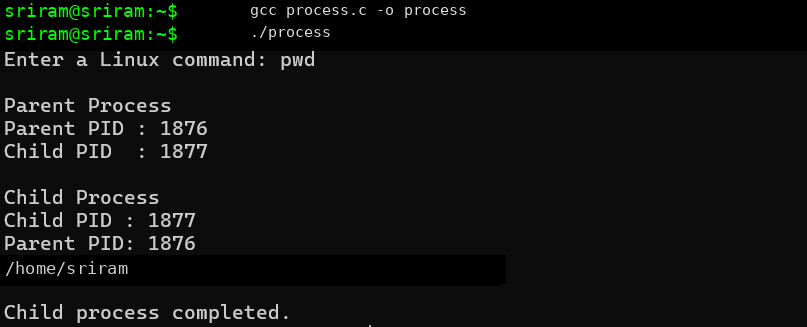 sriram@sriram:~$ gcc process.c -o process
sriram@sriram:~$ ./process
Enter a Linux command: pwd
Parent Process
Parent PID : 1876
Child PID  : 1877
Child Process
Child PID : 1877
Parent PID: 1876
/home/sriram
Child process completed.